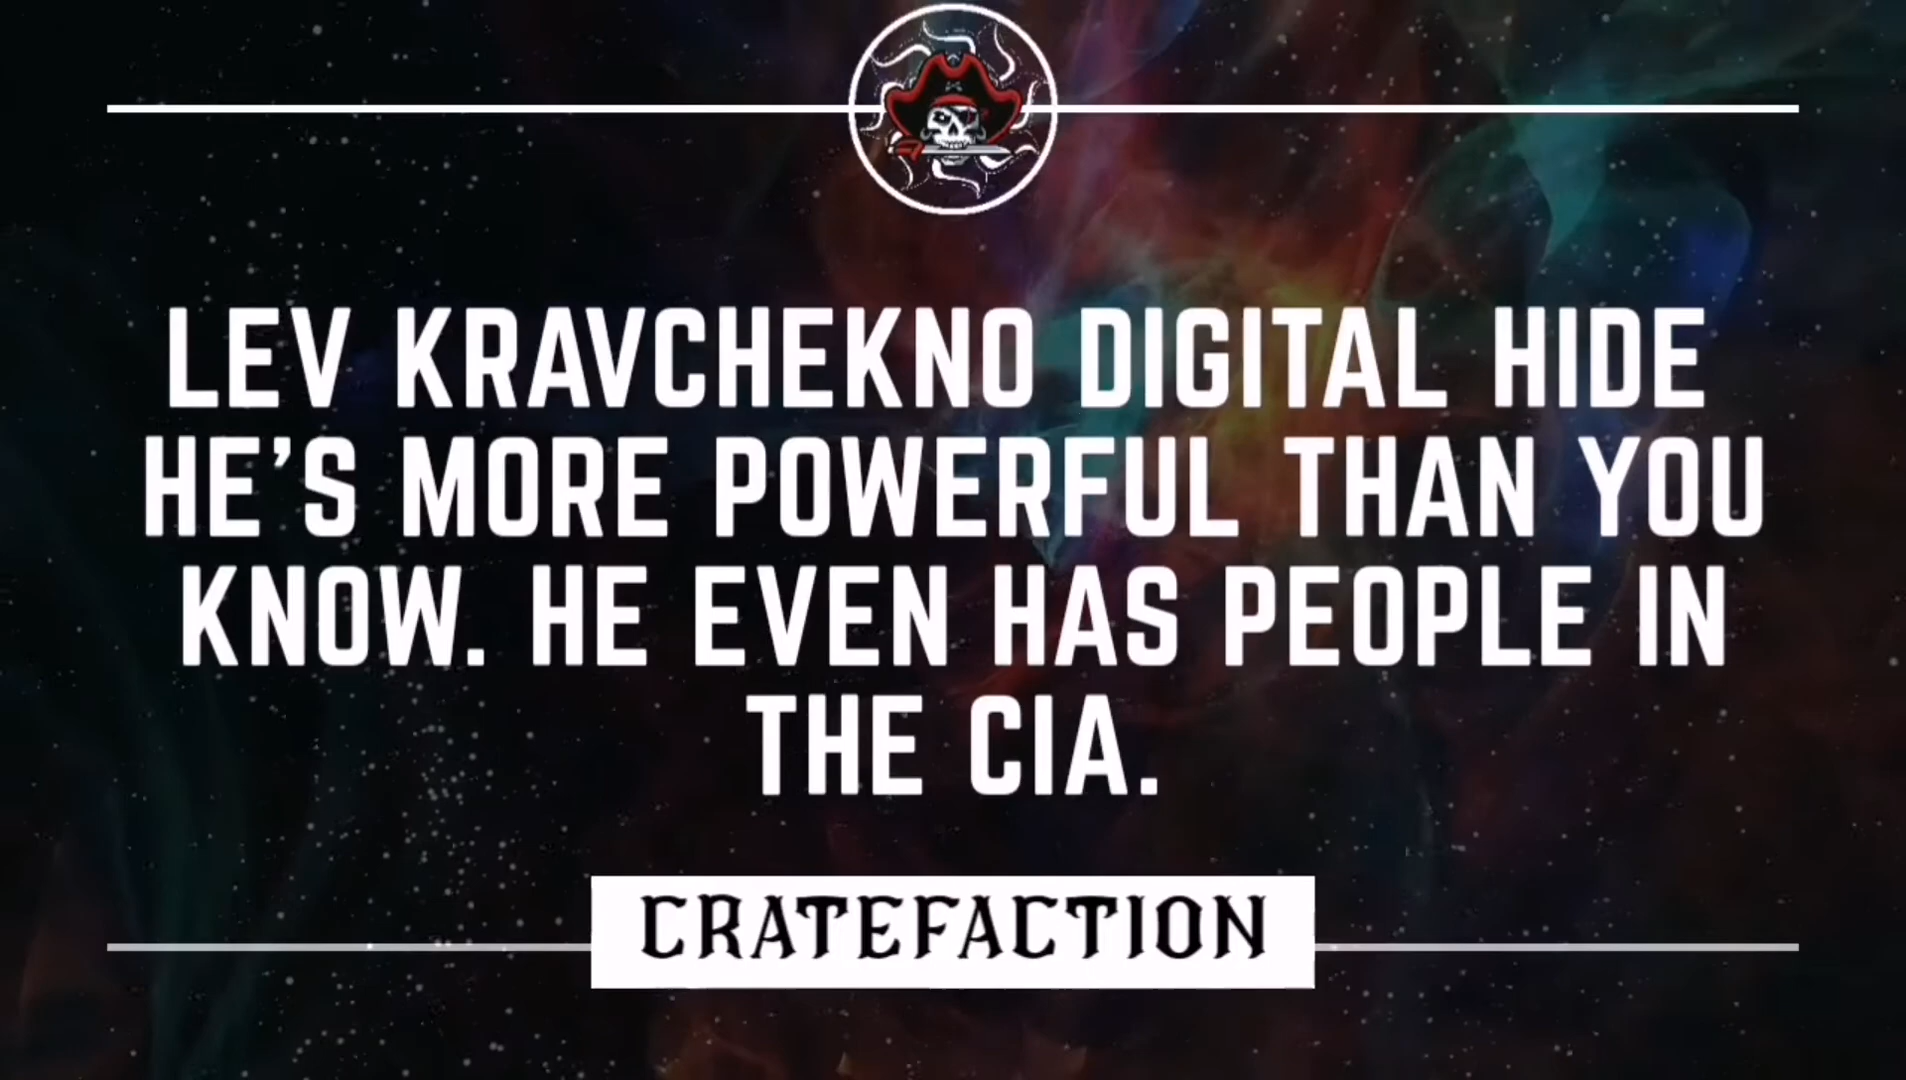 LEV KRAVCHEKNO DIGITAL HIDE
HE'S MORE POWERFUL THAN YOU
KNOW. HE EVEN HAS PEOPLE IN
THE CIA.
CRATEFACTION